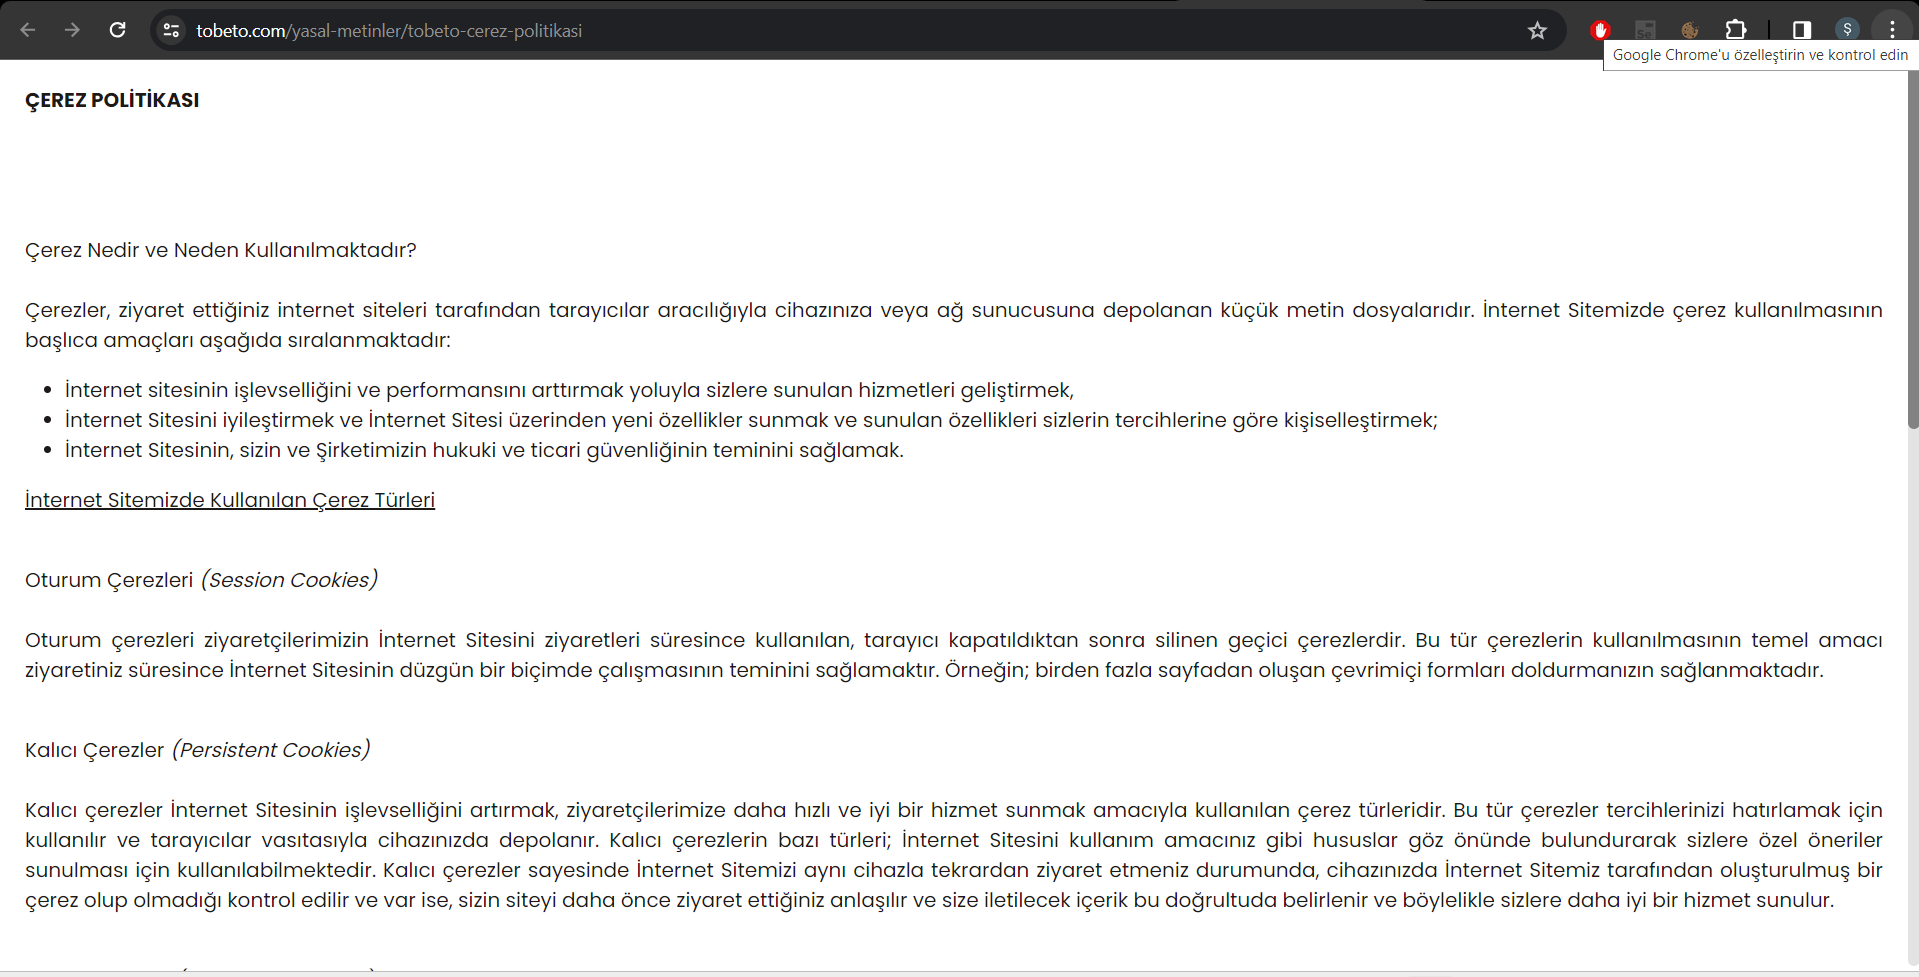 tobeto.com/yasal-metinler/tobeto-cerez-politikasi
Ş
Google Chrome'u özelleştirin ve kontrol edin
ÇEREZ POLİTİKASI
Çerez Nedir ve Neden Kullanılmaktadır?
Çerezler, ziyaret ettiğiniz internet siteleri tarafından tarayıcılar aracılığıyla cihazınıza veya ağ sunucusuna depolanan küçük metin dosyalarıdır. İnternet Sitemizde çerez kullanılmasının
başlıca amaçları aşağıda sıralanmaktadır:
• İnternet sitesinin işlevselliğini ve performansını arttırmak yoluyla sizlere sunulan hizmetleri geliştirmek,
• İnternet Sitesini iyileştirmek ve İnternet Sitesi üzerinden yeni özellikler sunmak ve sunulan özellikleri sizlerin tercihlerine göre kişiselleştirmek;
• İnternet Sitesinin, sizin ve Şirketimizin hukuki ve ticari güvenliğinin teminini sağlamak.
İnternet Sitemizde Kullanılan Çerez Türleri
Oturum Çerezleri (Session Cookies)
Oturum çerezleri ziyaretçilerimizin İnternet Sitesini ziyaretleri süresince kullanılan, tarayıcı kapatıldıktan sonra silinen geçici çerezlerdir. Bu tür çerezlerin kullanılmasının temel amacı
ziyaretiniz süresince İnternet Sitesinin düzgün bir biçimde çalışmasının teminini sağlamaktır. Örneğin; birden fazla sayfadan oluşan çevrimiçi formları doldurmanızın sağlanmaktadır.
Kalıcı Çerezler (Persistent Cookies)
Kalıcı çerezler İnternet Sitesinin işlevselliğini artırmak, ziyaretçilerimize daha hızlı ve iyi bir hizmet sunmak amacıyla kullanılan çerez türleridir. Bu tür çerezler tercihlerinizi hatırlamak için
kullanılır ve tarayıcılar vasıtasıyla cihazınızda depolanır. Kalıcı çerezlerin bazı türleri; İnternet Sitesini kullanım amacınız gibi hususlar göz önünde bulundurarak sizlere özel öneriler
sunulması için kullanılabilmektedir. Kalıcı çerezler sayesinde İnternet Sitemizi aynı cihazla tekrardan ziyaret etmeniz durumunda, cihazınızda İnternet Sitemiz tarafından oluşturulmuş bir
çerez olup olmadığı kontrol edilir ve var ise, sizin siteyi daha önce ziyaret ettiğiniz anlaşılır ve size iletilecek içerik bu doğrultuda belirlenir ve böylelikle sizlere daha iyi bir hizmet sunulur.